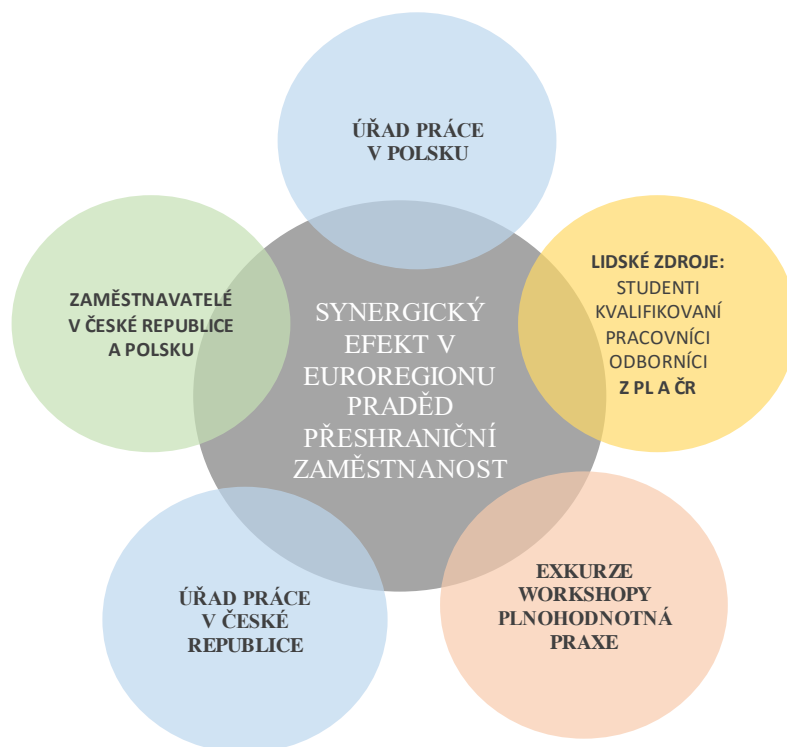 ÚŘAD PRÁCE
V POLSKU
ZAMĚSTNAVATELÉ
V ČESKÉ REPUBLICE
A POLSKU
SYNERGICKÝ
EFEKT V
EUROREGIONU
PRADĚD
PŘESHRANIČNÍ
ZAMĚSTNANOST
LIDSKÉ ZDROJE:
STUDENTI
KVALIFIKOVANÍ
PRACOVNÍCI
ODBORNÍCI
Z PL A ČR
ÚŘAD PRÁCE
V ČESKÉ
REPUBLICE
EXKURZE
WORKSHOPY
PLNOHODNOTNÁ
PRAXE